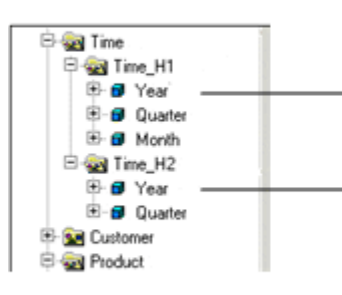 Time
Time_H1
Year
Quarter
Month
Time_H2
Year
Quarter
Customer
Product